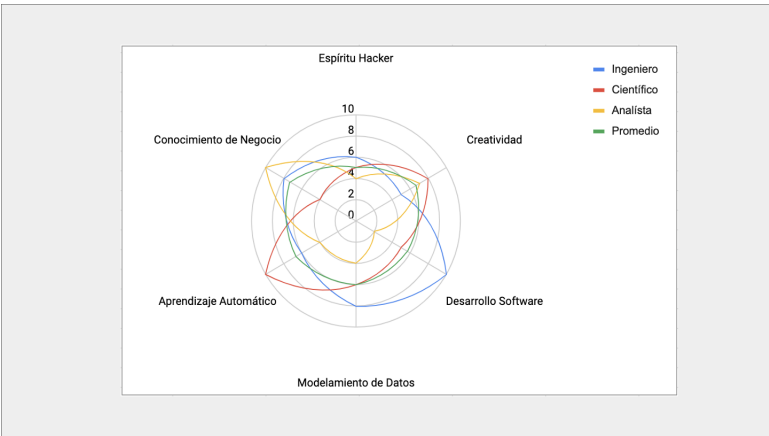 Espíritu Hacker
Ingeniero
Científico
Analísta
Promedio
10
8
6
4
2
0
Conocimiento de Negocio
Creatividad
Aprendizaje Automático
Desarrollo Software
Modelamiento de Datos